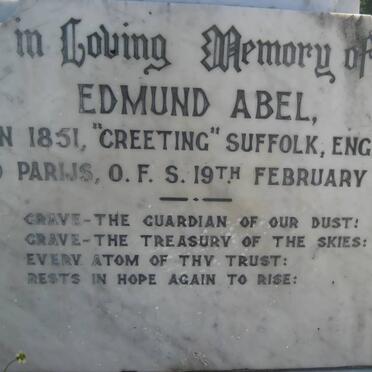 in Loving Memory of
EDMUND ABEL,
N 1851, "CREETING" SUFFOLK, ENG
PARIJS, O. F. S. 19TH FEBRUARY
GRAVE-THE GUARDIAN OF OUR DUST:
GRAVE-THE TREASURY OF THE SKIES:
EVERY ATOM OF THY TRUST:
RESTS IN HOPE AGAIN TO RISE: